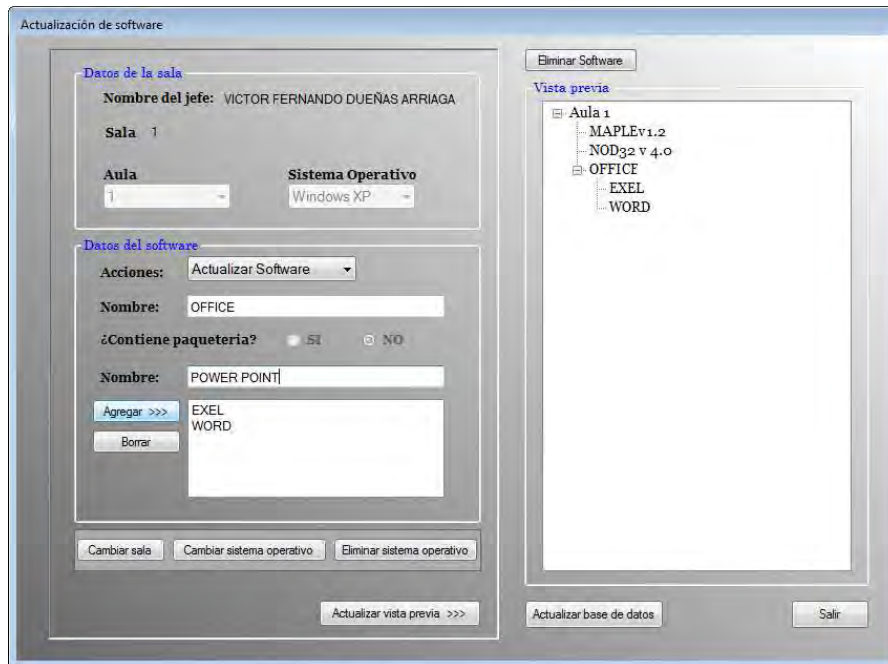 Actualización de software
Datos de la sala
Nombre del jefe: VICTOR FERNANDO DUEÑAS ARRIAGA
Sala 1
Aula
Sistema Operativo
1
Windows XP
Datos del software
Acciones: Actualizar Software
Nombre: OFFICE
¿Contiene paqueteria? SI NO
Nombre: POWER POINT
Agregar >>>
Borrar
EXEL
WORD
Cambiar sala
Cambiar sistema operativo
Eliminar sistema operativo
Actualizar vista previa >>>
Eliminar Software
Vista previa
Aula 1
MAPLEv1.2
NOD32 v 4.0
OFFICE
EXEL
WORD
Actualizar base de datos
Salir